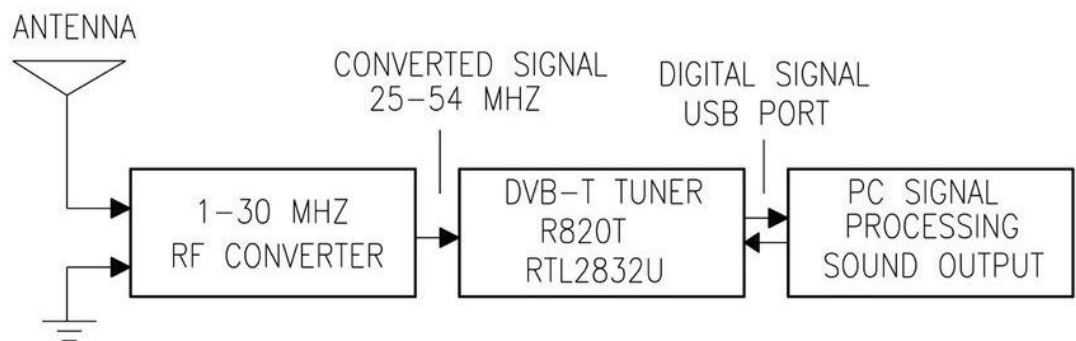 ANTENNA
CONVERTED SIGNAL
25-54 MHZ
DIGITAL SIGNAL
USB PORT
1-30 MHZ
RF CONVERTER
DVB-T TUNER
R820T
RTL2832U
PC SIGNAL
PROCESSING
SOUND OUTPUT